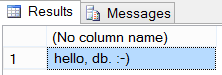 Results Messages
(No column name)
1 hello, db. :-)